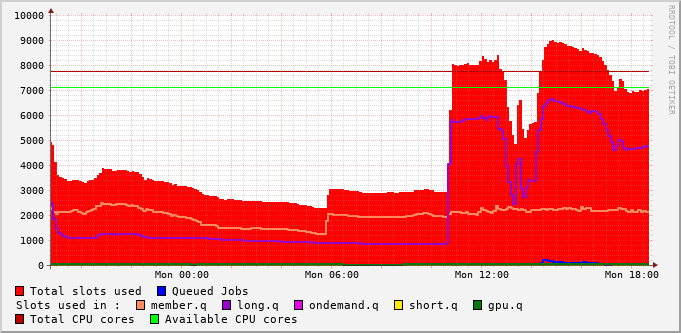 10000
9000
8000
7000
6000
5000
4000
3000
2000
1000
0
Mon 00:00 Mon 06:00 Mon 12:00 Mon 18:00
RRDTOOL / TOBI OETIKER
Total slots used Queued Jobs
Slots used in : member.q long.q ondemand.q short.q gpu.q
Total CPU cores Available CPU cores